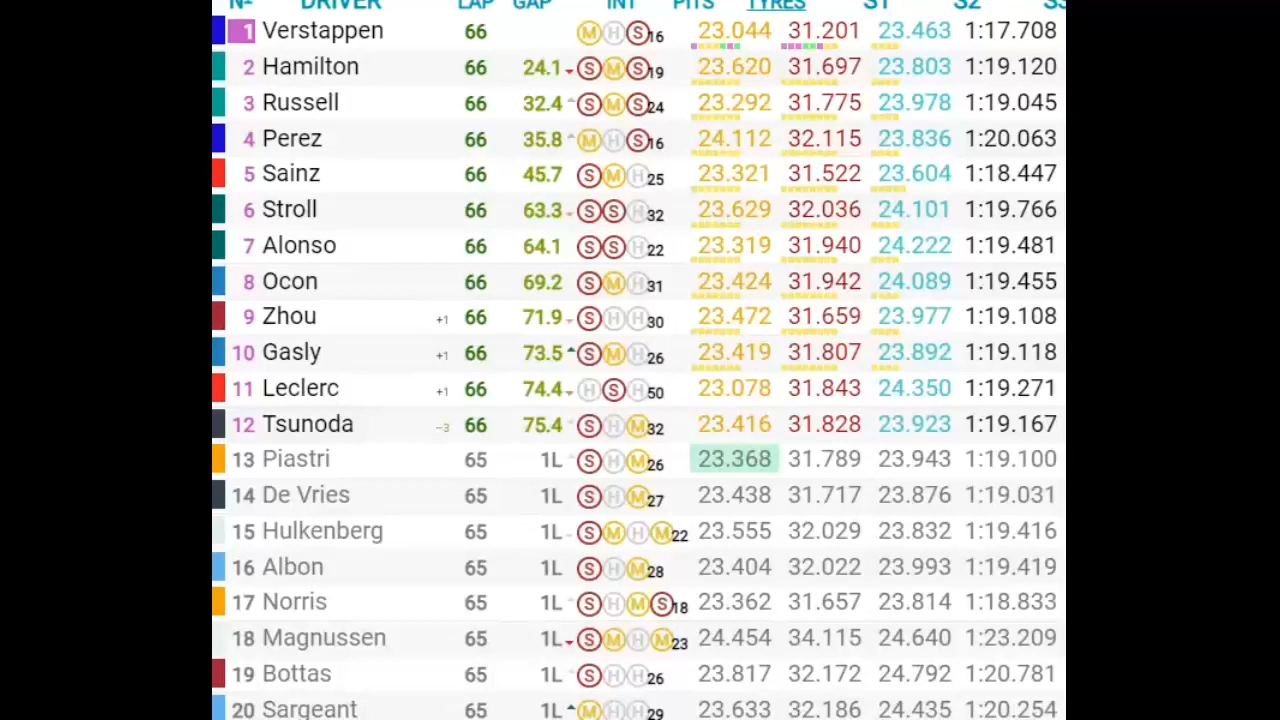 № DRIVER LAP GAP INT PITS TYRES S1 S2 S3
1 Verstappen 66 M H S 16 23.044 31.201 23.463 1:17.708
2 Hamilton 66 24.1 S M S 19 23.620 31.697 23.803 1:19.120
3 Russell 66 32.4 S M S 24 23.292 31.775 23.978 1:19.045
4 Perez 66 35.8 M H S 16 24.112 32.115 23.836 1:20.063
5 Sainz 66 45.7 S M H 25 23.321 31.522 23.604 1:18.447
6 Stroll 66 63.3 S S H 32 23.629 32.036 24.101 1:19.766
7 Alonso 66 64.1 S S H 22 23.319 31.940 24.222 1:19.481
8 Ocon 66 69.2 S M H 31 23.424 31.942 24.089 1:19.455
9 Zhou +1 66 71.9 S H H 30 23.472 31.659 23.977 1:19.108
10 Gasly +1 66 73.5 S M H 26 23.419 31.807 23.892 1:19.118
11 Leclerc +1 66 74.4 H S H 50 23.078 31.843 24.350 1:19.271
12 Tsunoda −3 66 75.4 S H M 32 23.416 31.828 23.923 1:19.167
13 Piastri 65 1L S H M 26 23.368 31.789 23.943 1:19.100
14 De Vries 65 1L S H M 27 23.438 31.717 23.876 1:19.031
15 Hulkenberg 65 1L S M H M 22 23.555 32.029 23.832 1:19.416
16 Albon 65 1L S H M 28 23.404 32.022 23.993 1:19.419
17 Norris 65 1L S H M S 18 23.362 31.657 23.814 1:18.833
18 Magnussen 65 1L S M H M 23 24.454 34.115 24.640 1:23.209
19 Bottas 65 1L S H H 26 23.817 32.172 24.792 1:20.781
20 Sargeant 65 1L M H H 29 23.633 32.186 24.435 1:20.254